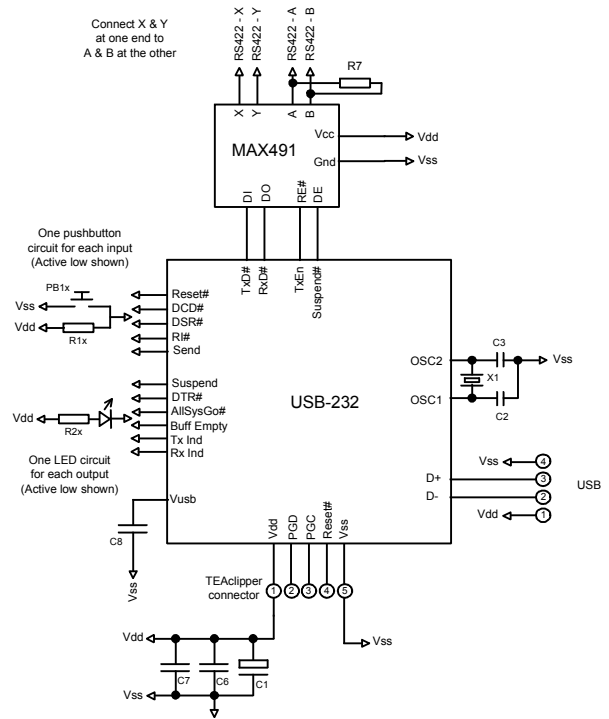 Connect X & Y
at one end to
A & B at the other
RS422 - X
RS422 - Y
RS422 - A
RS422 - B
R7
X
Y
A
B
Vcc
Vdd
MAX491
Gnd
Vss
DI
DO
RE#
DE
One pushbutton
circuit for each input
(Active low shown)
TxD#
RxD#
TxEn
Suspend#
PB1x
Vss
Vdd
R1x
Reset#
DCD#
DSR#
RI#
Send
OSC2
C3
Vss
X1
OSC1
C2
Suspend
DTR#
AllSysGo#
Buff Empty
Tx Ind
Rx Ind
USB-232
Vdd
R2x
One LED circuit
for each output
(Active low shown)
Vss
4
D+
3
USB
D-
2
Vdd
1
Vusb
C8
Vss
Vdd
PGD
PGC
Reset#
Vss
TEAclipper
connector
1
2
3
4
5
Vdd
Vss
C7
C6
C1
Vss